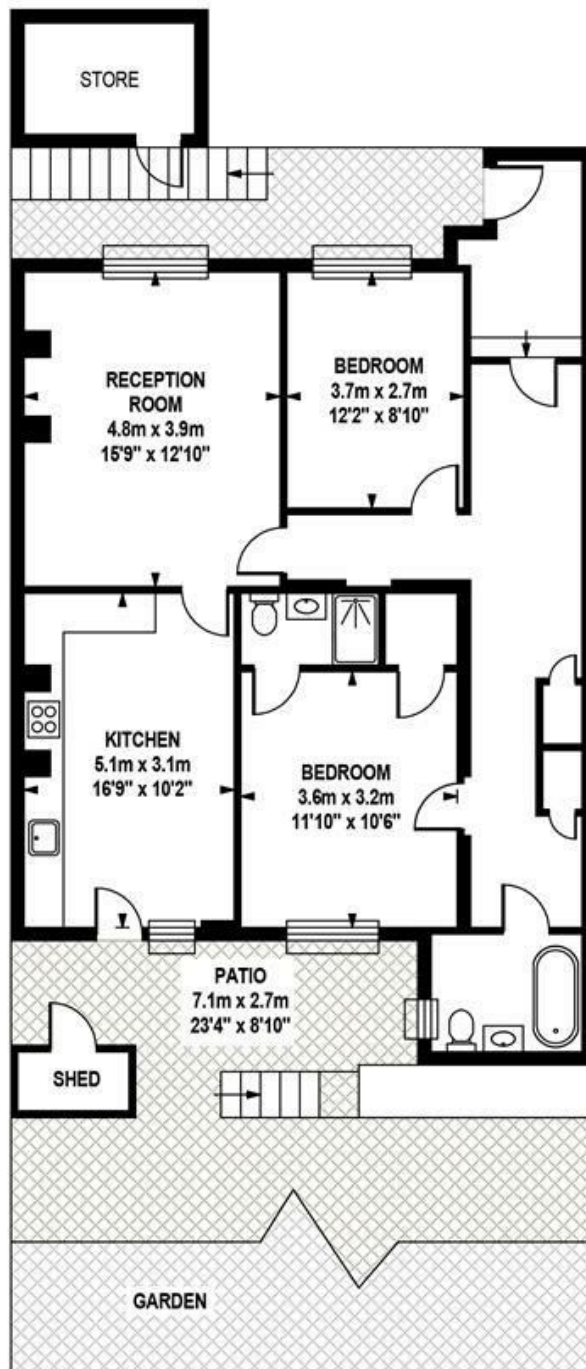 STORE
RECEPTION
ROOM
4.8m x 3.9m
15'9" x 12'10"
BEDROOM
3.7m x 2.7m
12'2" x 8'10"
KITCHEN
5.1m x 3.1m
16'9" x 10'2"
BEDROOM
3.6m x 3.2m
11'10" x 10'6"
PATIO
7.1m x 2.7m
23'4" x 8'10"
SHED
GARDEN